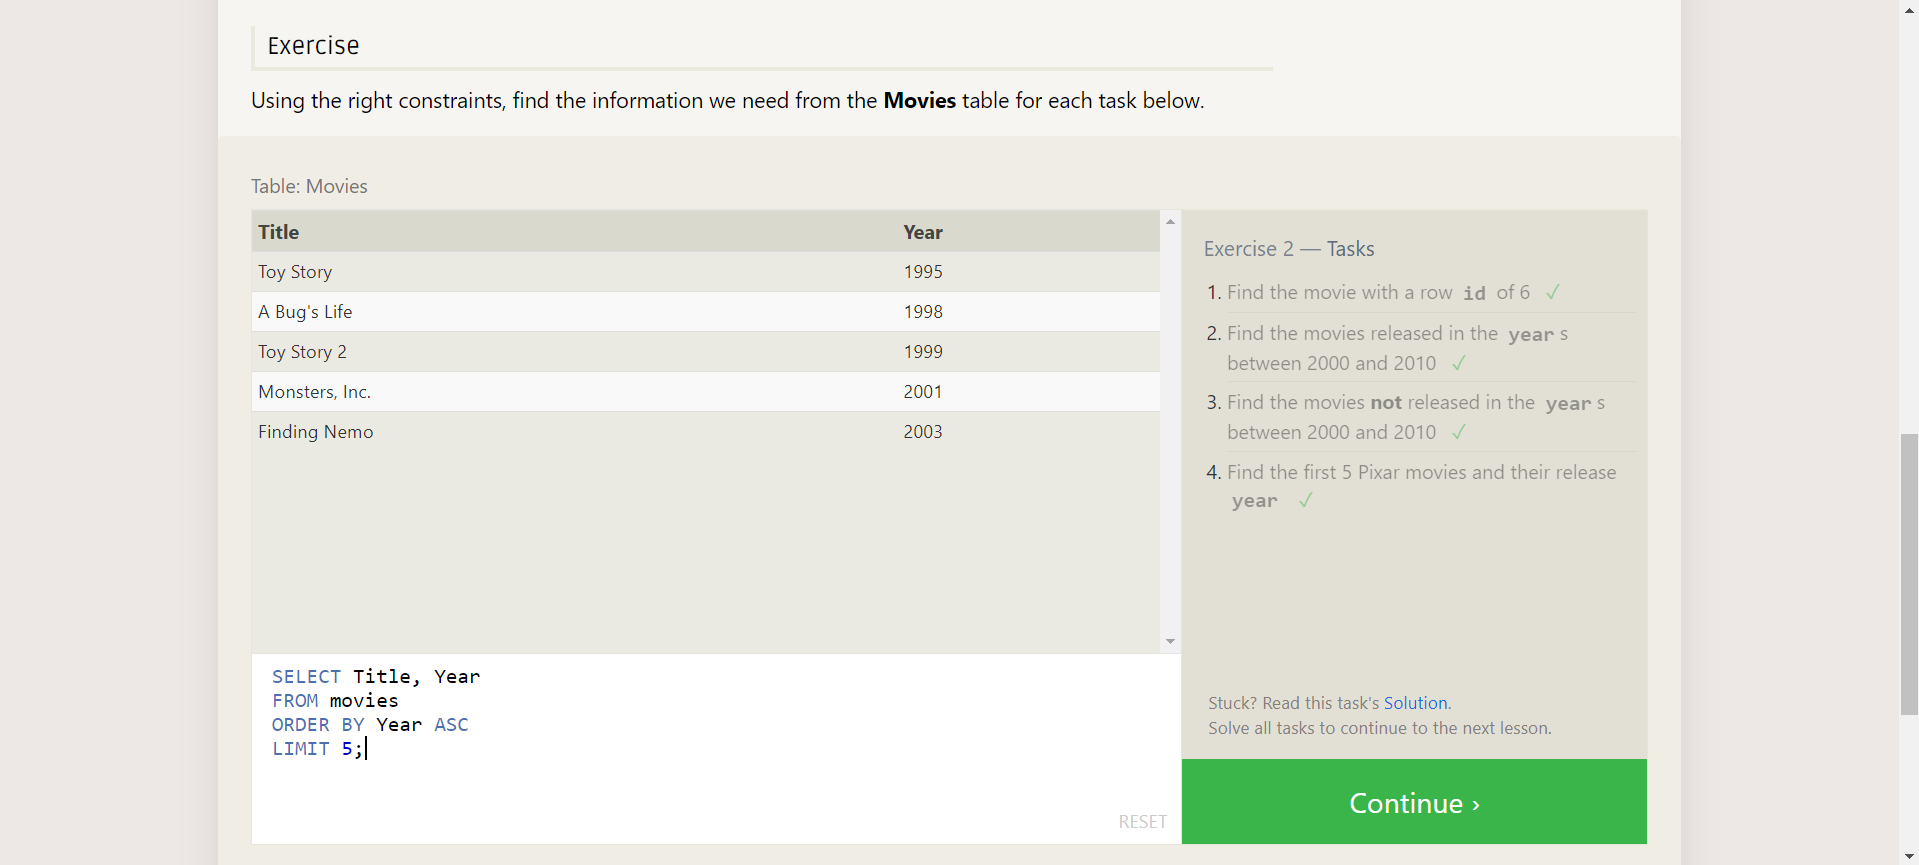 Exercise
Using the right constraints, find the information we need from the Movies table for each task below.
Table: Movies
Title Year
Toy Story 1995
A Bug's Life 1998
Toy Story 2 1999
Monsters, Inc. 2001
Finding Nemo 2003
SELECT Title, Year
FROM movies
ORDER BY Year ASC
LIMIT 5;
RESET
Exercise 2 — Tasks
1. Find the movie with a row id of 6 ✓
2. Find the movies released in the year s
between 2000 and 2010 ✓
3. Find the movies not released in the year s
between 2000 and 2010 ✓
4. Find the first 5 Pixar movies and their release
year ✓
Stuck? Read this task's Solution.
Solve all tasks to continue to the next lesson.
Continue ›